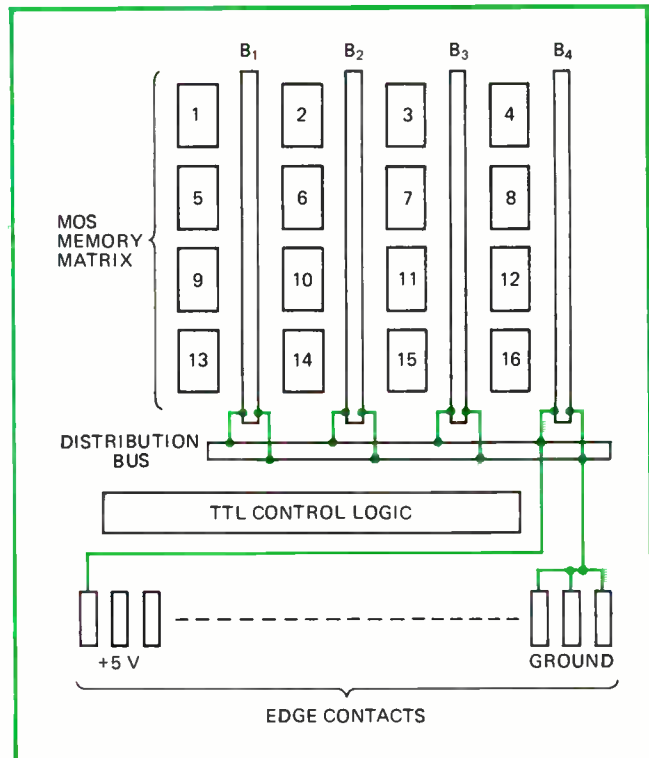 B1 B2 B3 B4
1 2 3 4
5 6 7 8
MOS
MEMORY
MATRIX
9 10 11 12
13 14 15 16
DISTRIBUTION
BUS
TTL CONTROL LOGIC
+5 V
GROUND
EDGE CONTACTS